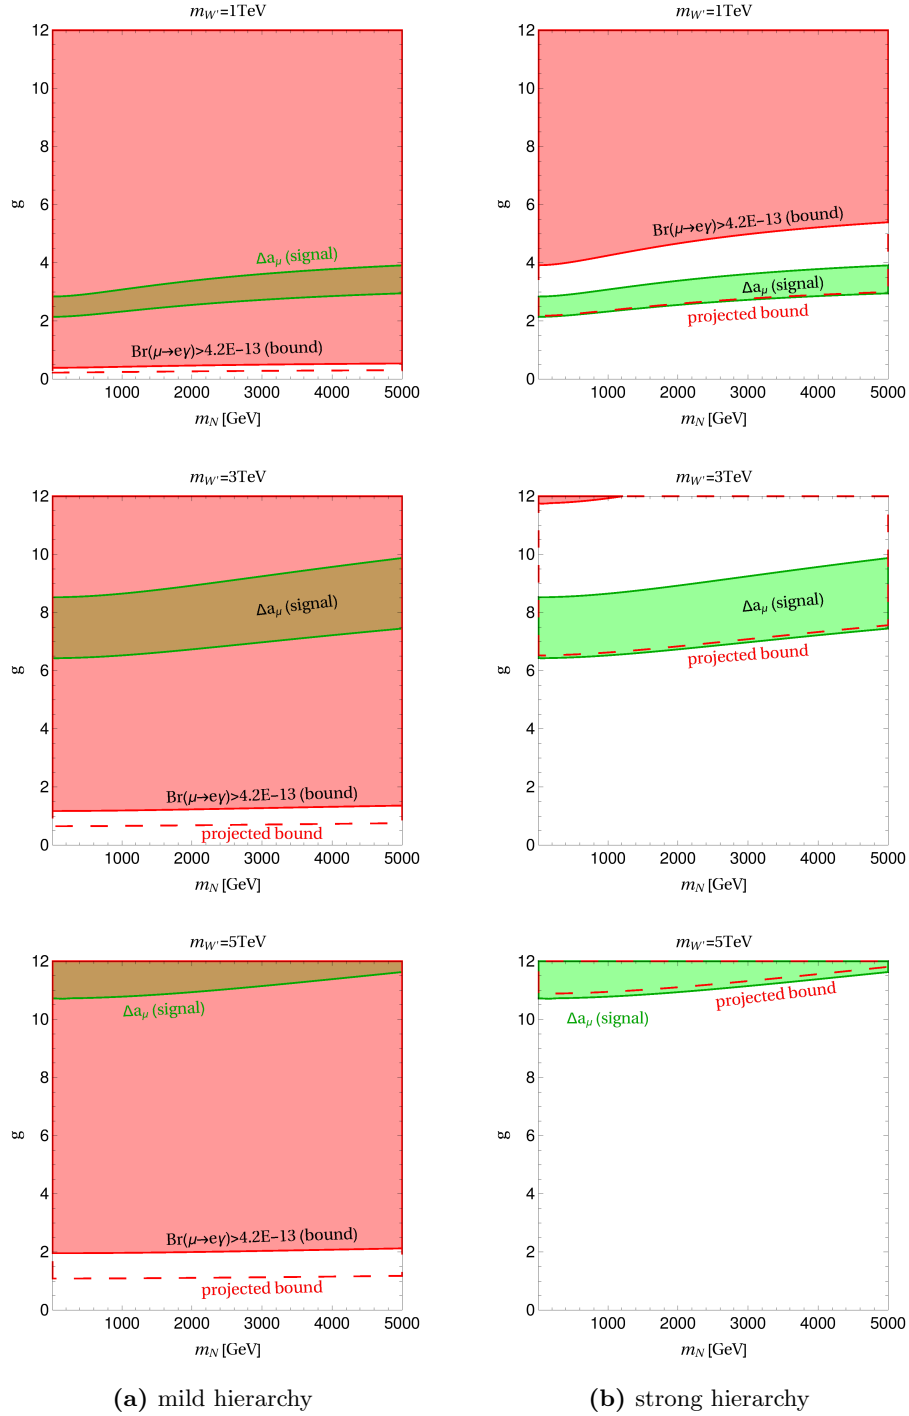 m_W'=1TeV
12
10
8
6
4
2
0
g
Δa_μ (signal)
Br(μ→eγ)>4.2E−13 (bound)
1000 2000 3000 4000 5000
m_N [GeV]
m_W'=1TeV
12
10
8
6
4
2
0
g
Br(μ→eγ)>4.2E−13 (bound)
Δa_μ (signal)
projected bound
1000 2000 3000 4000 5000
m_N [GeV]
m_W'=3TeV
12
10
8
6
4
2
0
g
Δa_μ (signal)
Br(μ→eγ)>4.2E−13 (bound)
projected bound
1000 2000 3000 4000 5000
m_N [GeV]
m_W'=3TeV
12
10
8
6
4
2
0
g
Δa_μ (signal)
projected bound
1000 2000 3000 4000 5000
m_N [GeV]
m_W'=5TeV
12
10
8
6
4
2
0
g
Δa_μ (signal)
Br(μ→eγ)>4.2E−13 (bound)
projected bound
1000 2000 3000 4000 5000
m_N [GeV]
m_W'=5TeV
12
10
8
6
4
2
0
g
projected bound
Δa_μ (signal)
1000 2000 3000 4000 5000
m_N [GeV]
(a) mild hierarchy
(b) strong hierarchy